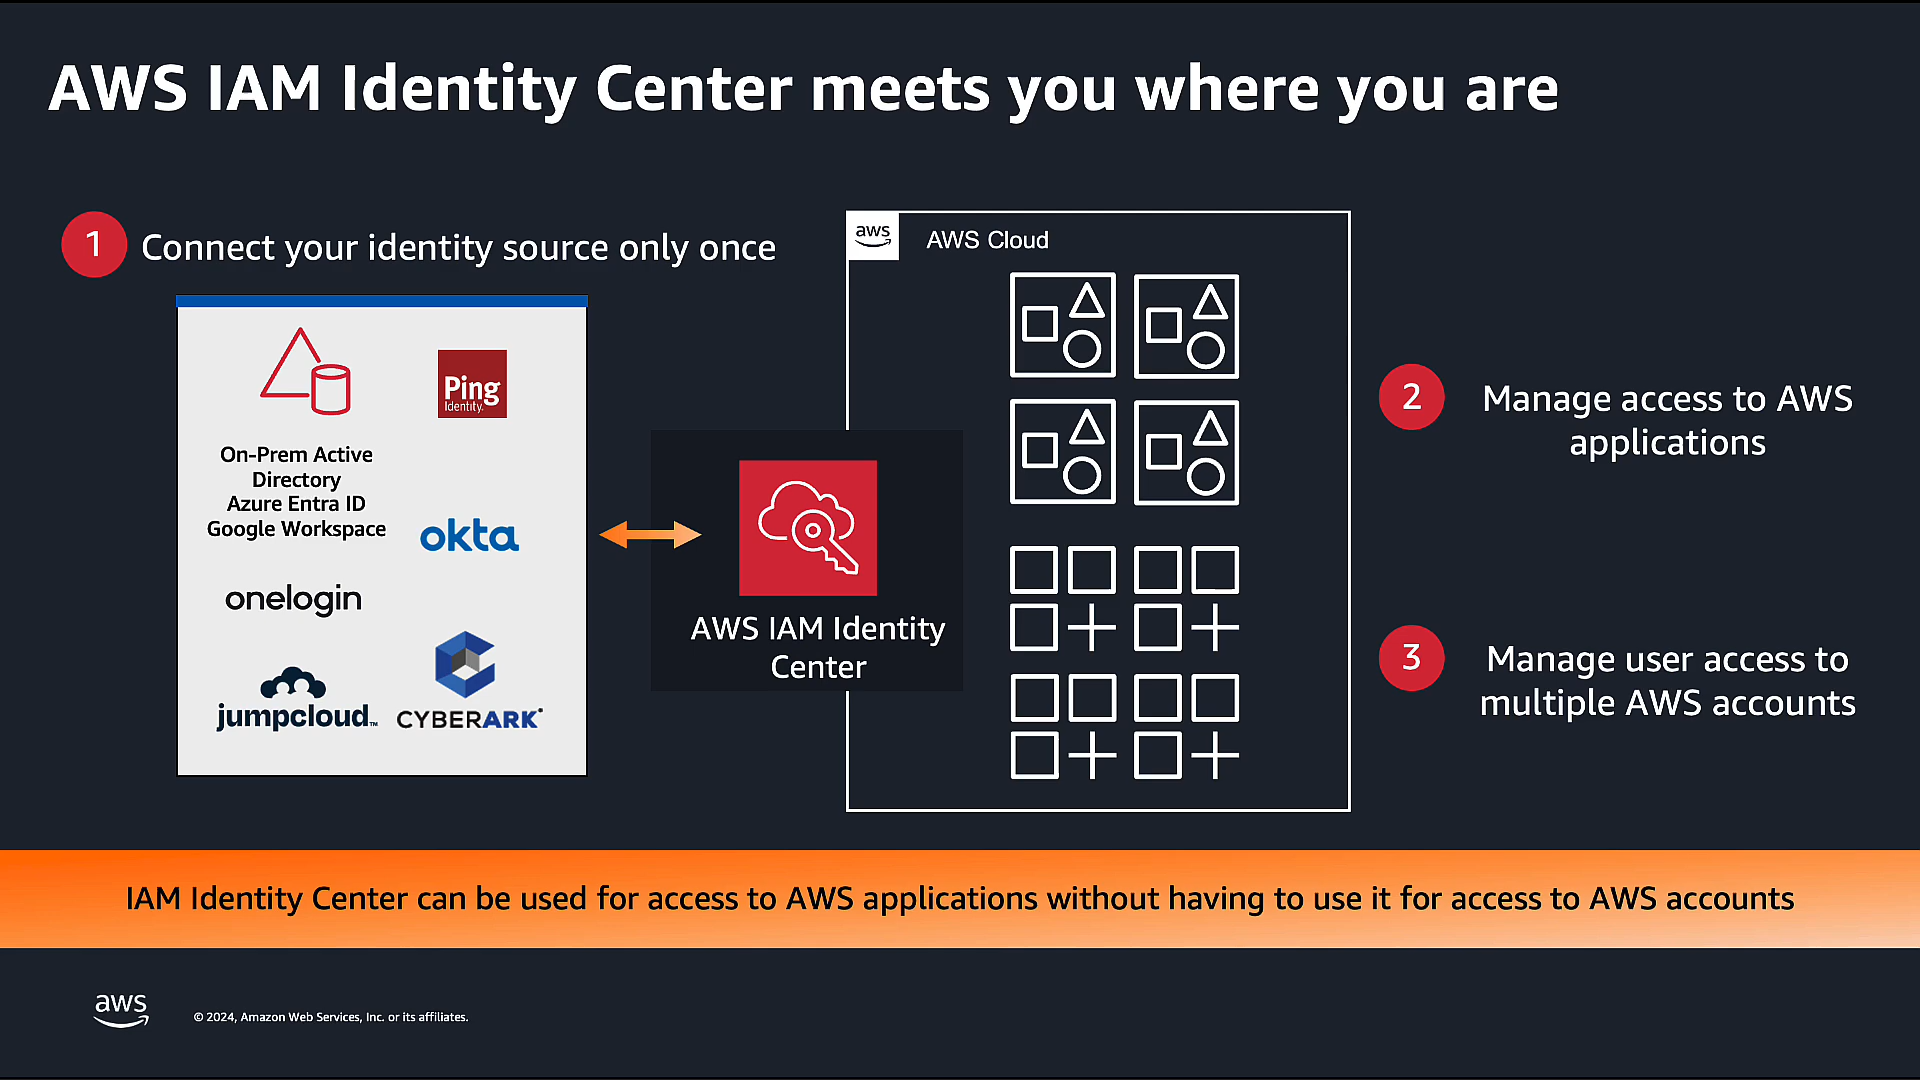 AWS IAM Identity Center meets you where you are
1
Connect your identity source only once
Ping
Identity.
On-Prem Active
Directory
Azure Entra ID
Google Workspace
okta
onelogin
jumpcloud™
CYBERARK®
AWS IAM Identity
Center
aws
AWS Cloud
2
Manage access to AWS
applications
3
Manage user access to
multiple AWS accounts
IAM Identity Center can be used for access to AWS applications without having to use it for access to AWS accounts
aws
© 2024, Amazon Web Services, Inc. or its affiliates.